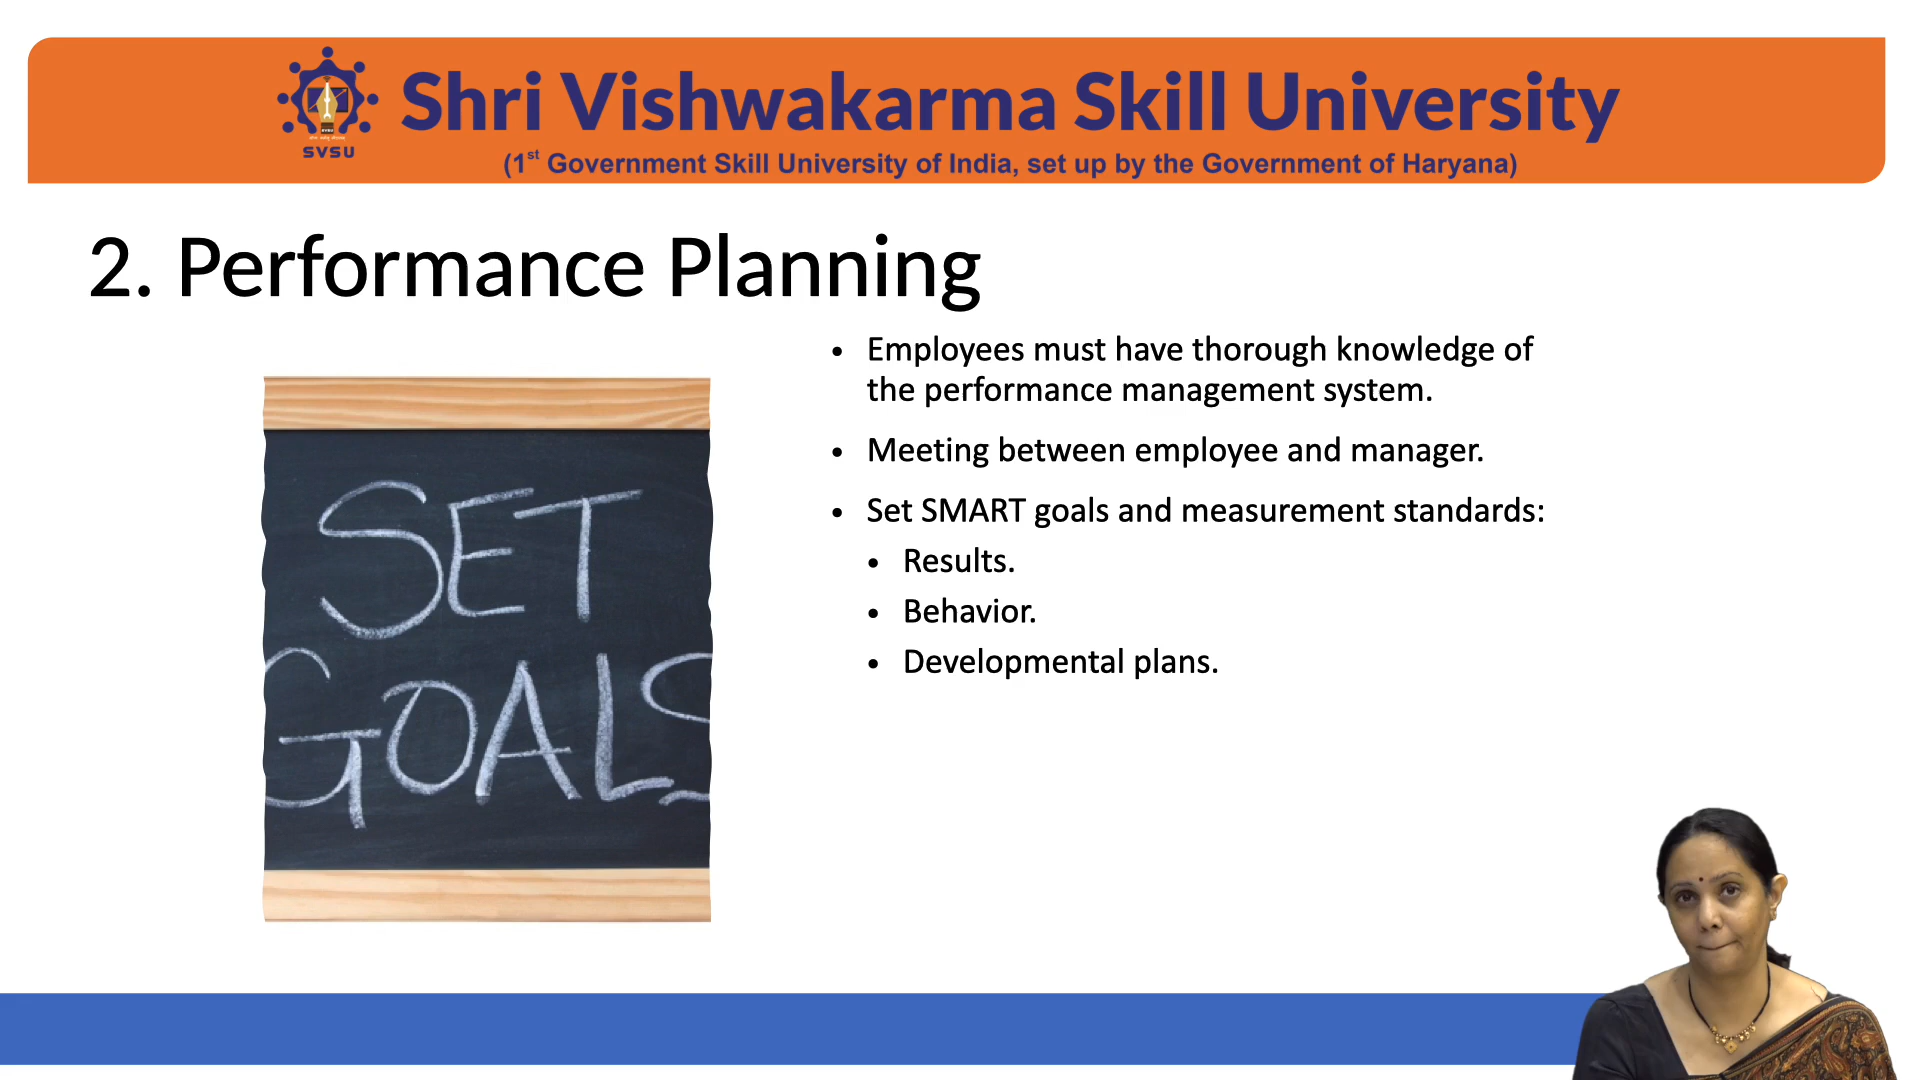 SVSU
Shri Vishwakarma Skill University
(1st Government Skill University of India, set up by the Government of Haryana)
2. Performance Planning
SET
GOALS
• Employees must have thorough knowledge of
the performance management system.
• Meeting between employee and manager.
• Set SMART goals and measurement standards:
• Results.
• Behavior.
• Developmental plans.